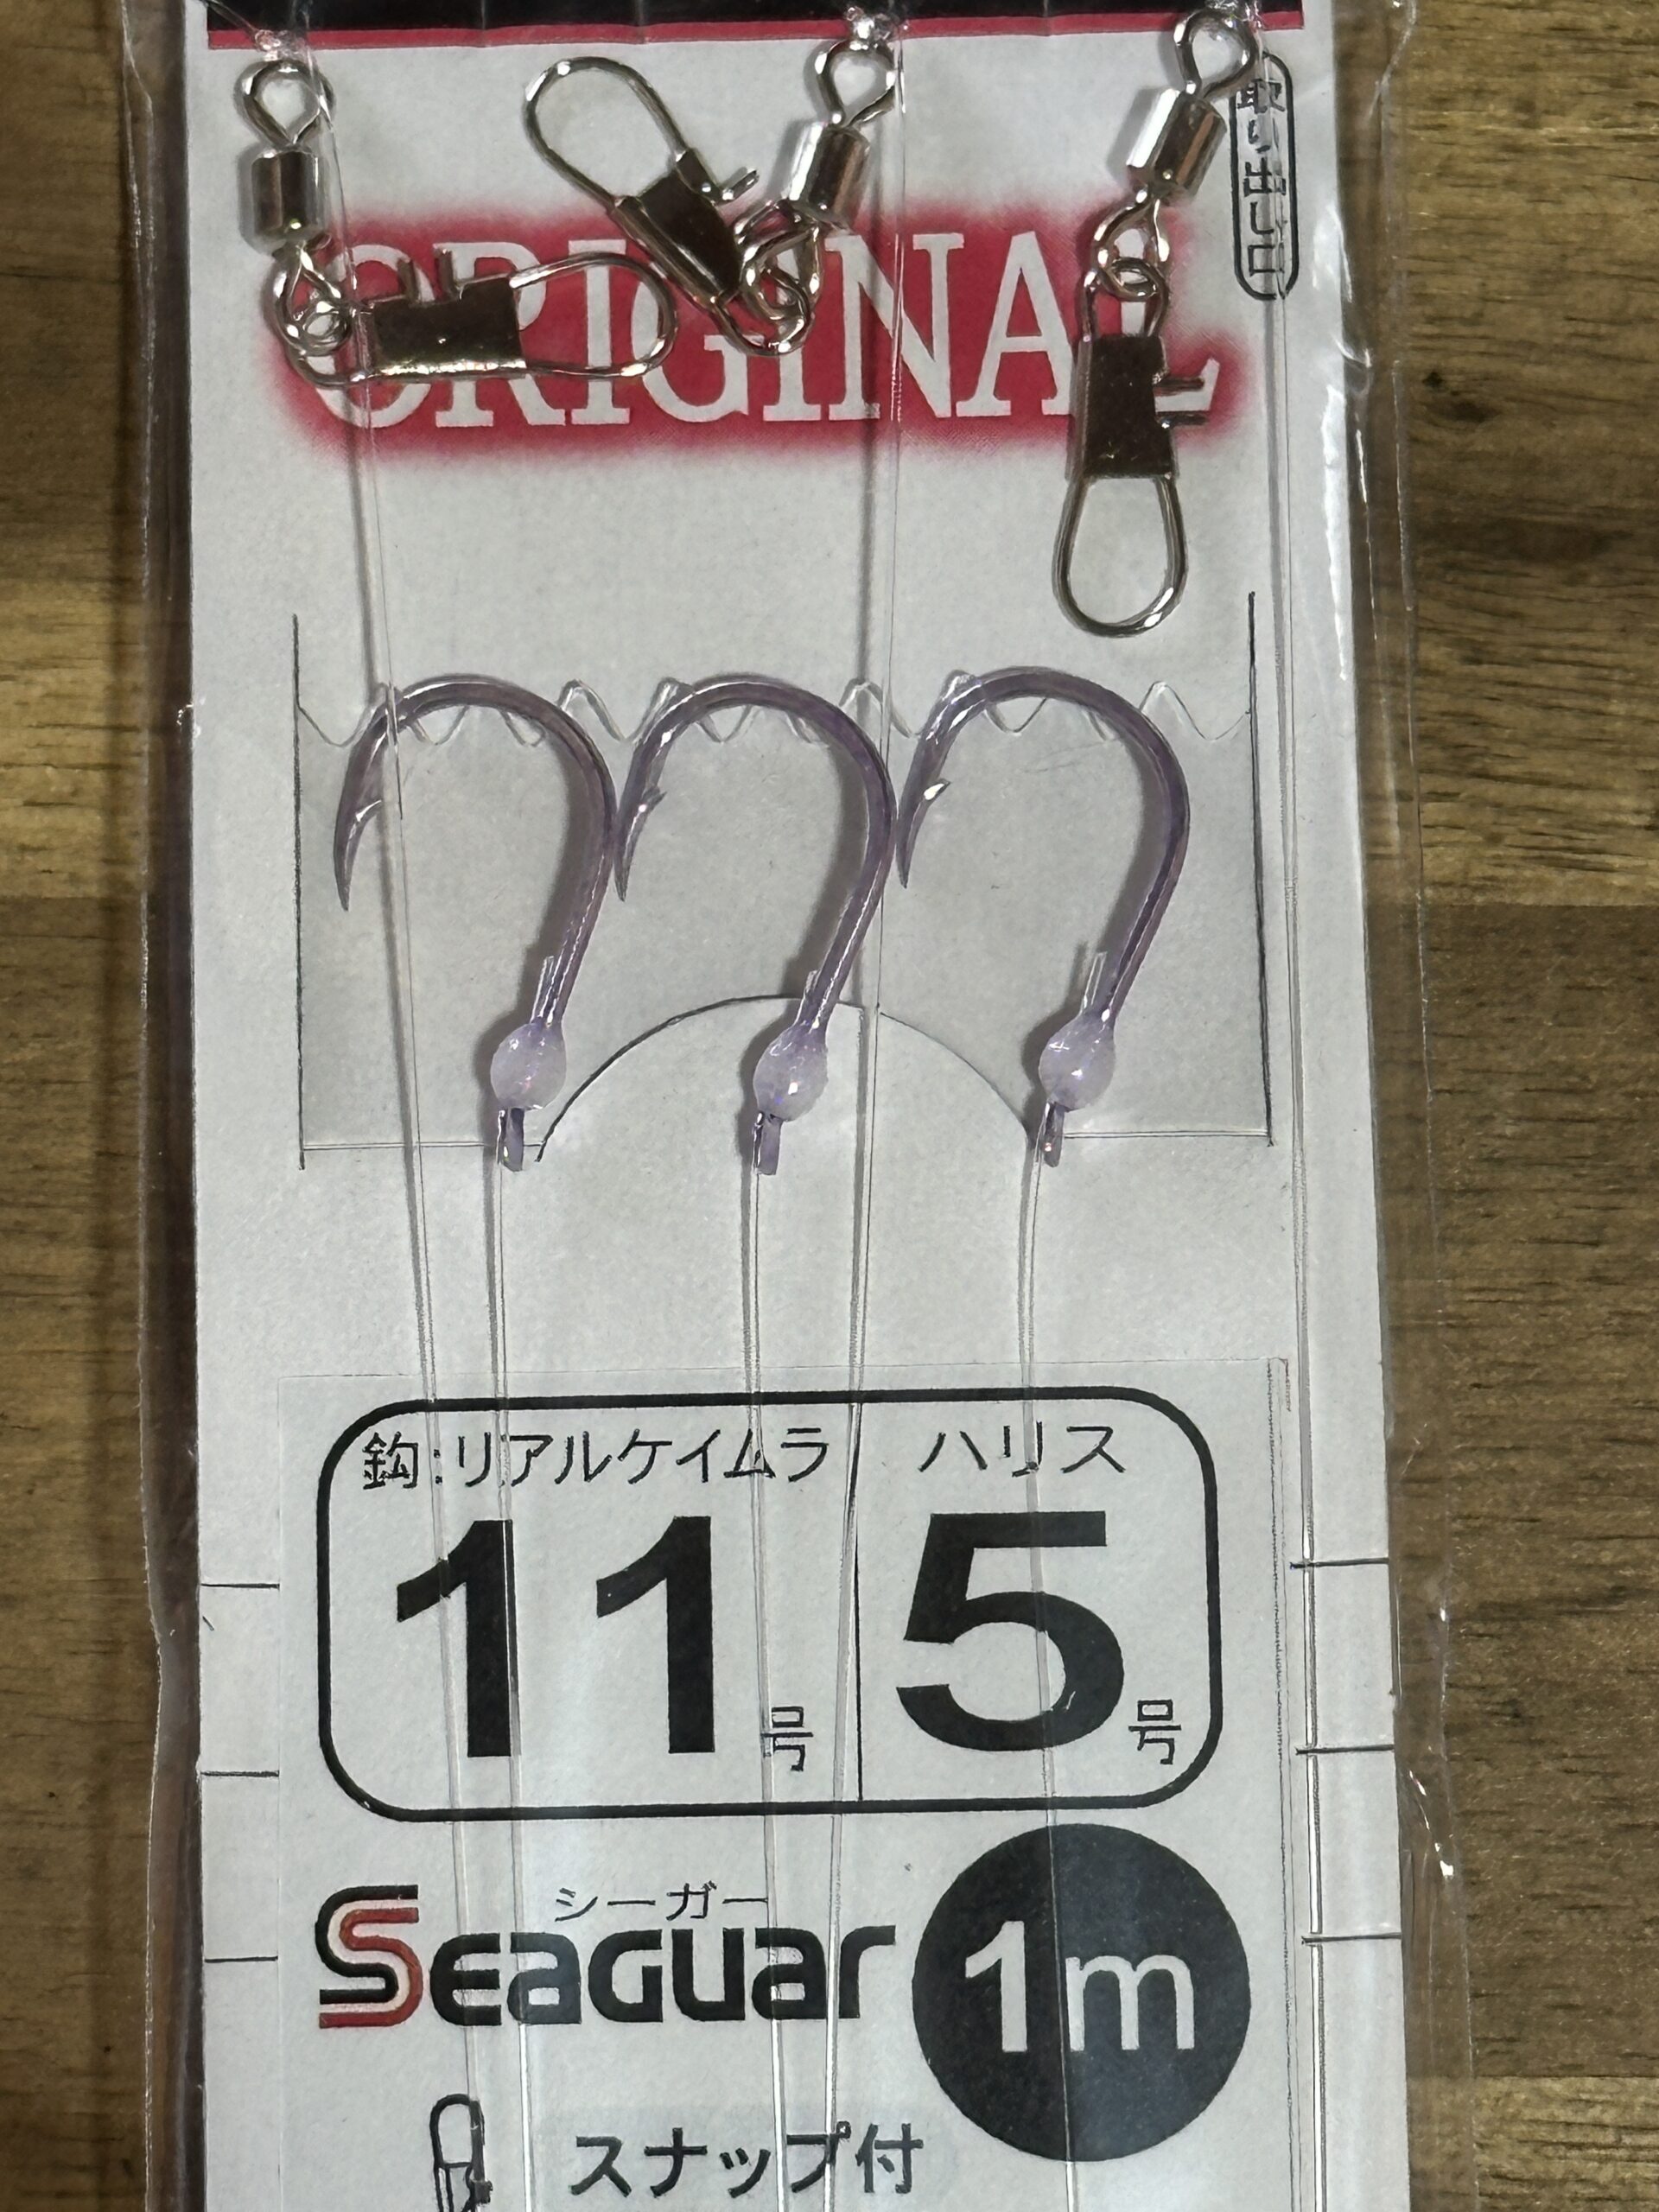 取り出し口
ORIGINAL
鈎:リアルケイムラ ハリス
11号 5号
シーガー
Seaguar 1m
スナップ付